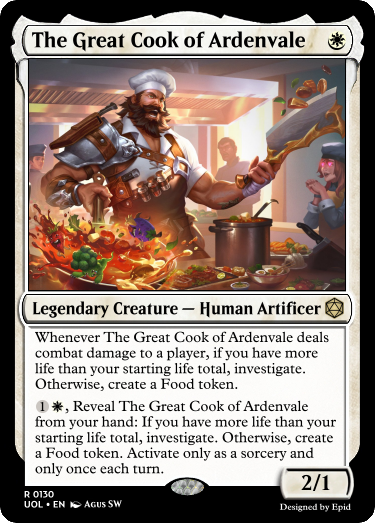 The Great Cook of Ardenvale
Legendary Creature — Human Artificer
Whenever The Great Cook of Ardenvale deals
combat damage to a player, if you have more
life than your starting life total, investigate.
Otherwise, create a Food token.
1, Reveal The Great Cook of Ardenvale
from your hand: If you have more life than your
starting life total, investigate. Otherwise, create
a Food token. Activate only as a sorcery and
only once each turn.
2/1
R 0130
UOL • EN Agus SW
Designed by Epid